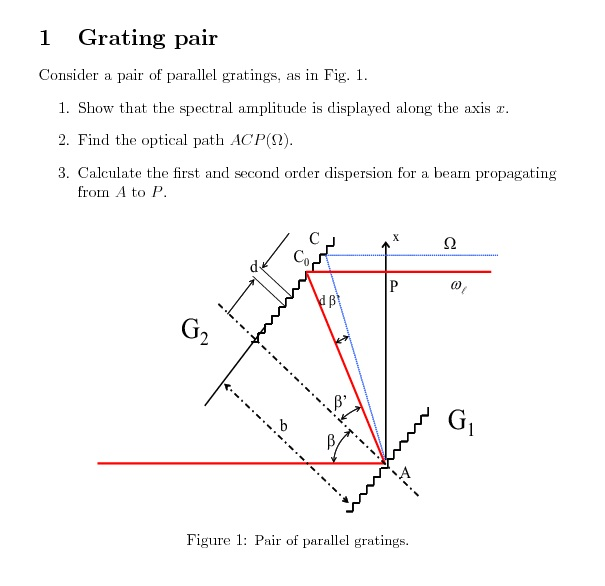 1 Grating pair
Consider a pair of parallel gratings, as in Fig. 1.
1. Show that the spectral amplitude is displayed along the axis x.
2. Find the optical path ACP(Ω).
3. Calculate the first and second order dispersion for a beam propagating
from A to P.
C
x
Ω
C₀
d
P
ω_ℓ
d β'
G₂
β'
G₁
b
β
A
Figure 1: Pair of parallel gratings.